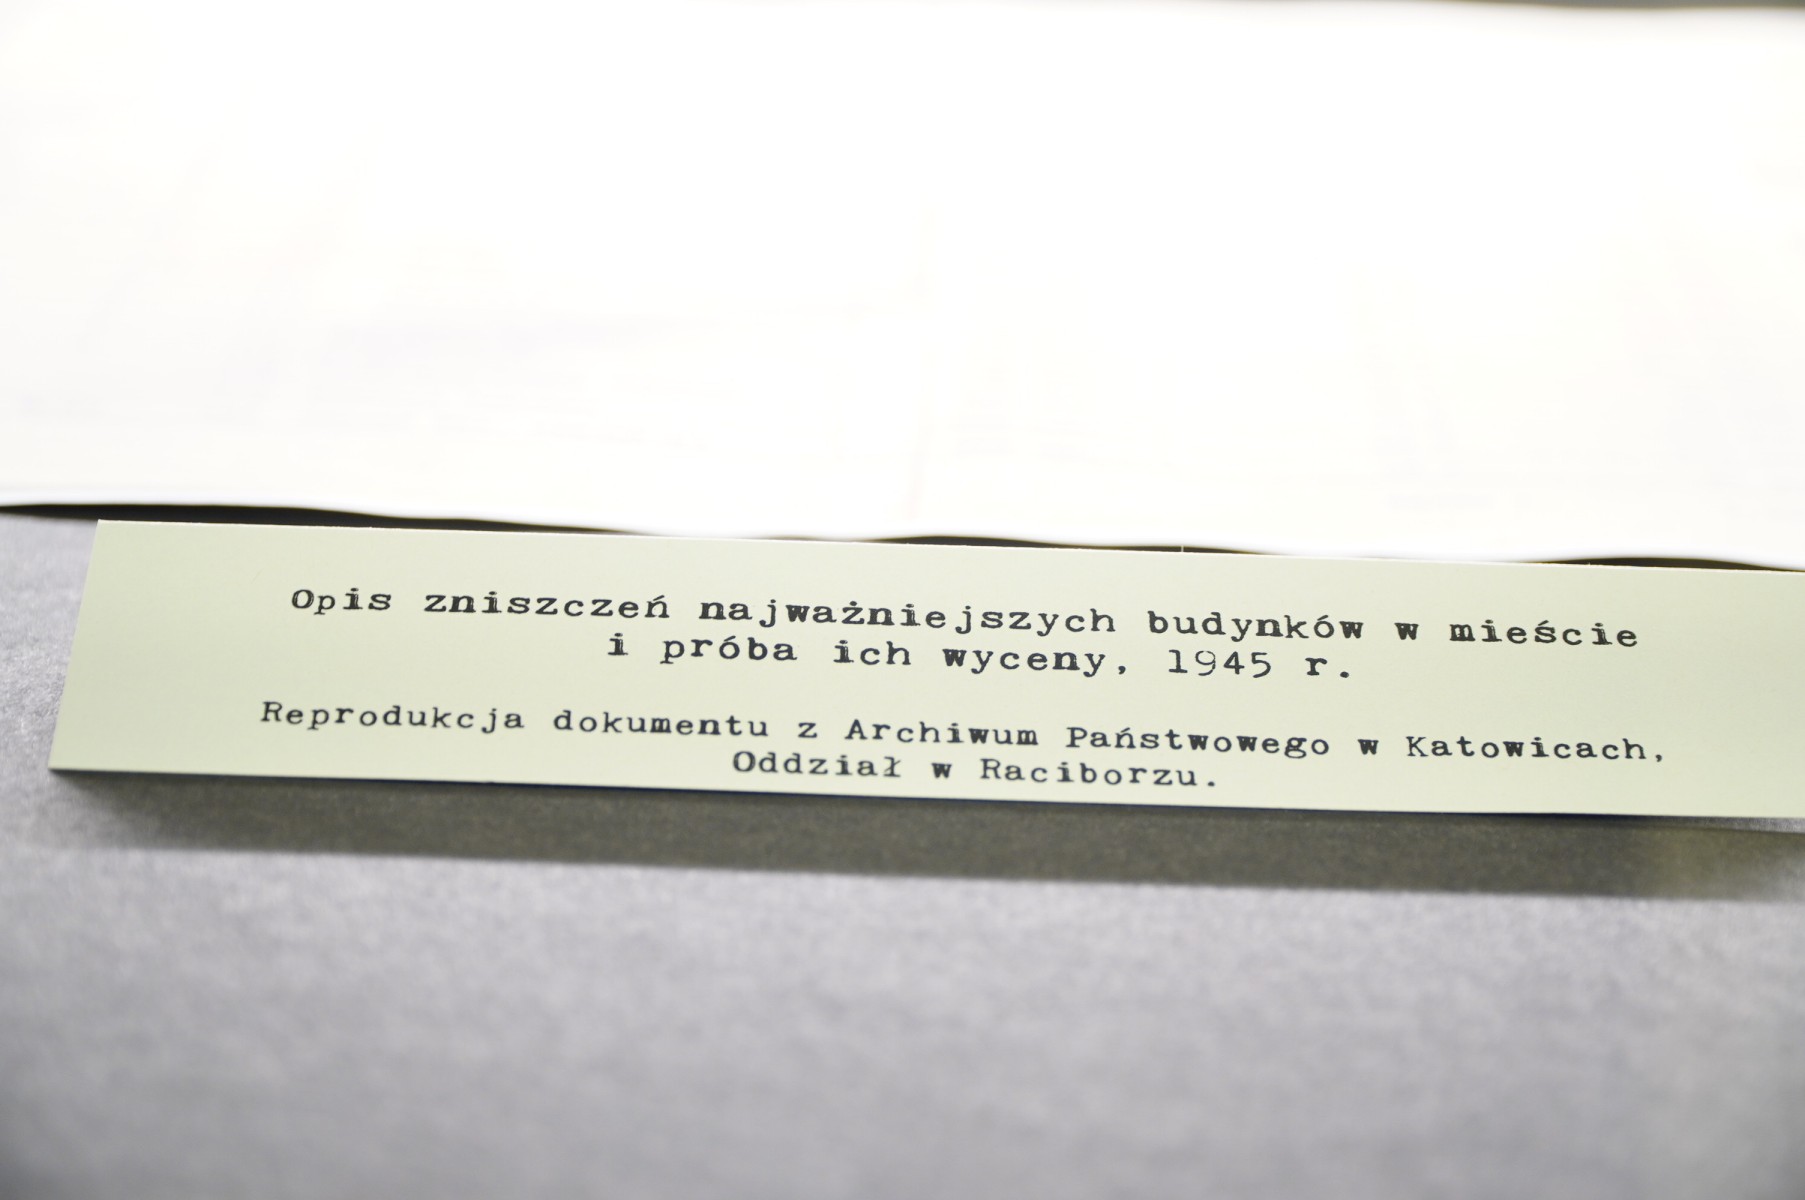 Opis zniszczeń najważniejszych budynków w mieście
i próba ich wyceny, 1945 r.
Reprodukcja dokumentu z Archiwum Państwowego w Katowicach,
Oddział w Raciborzu.